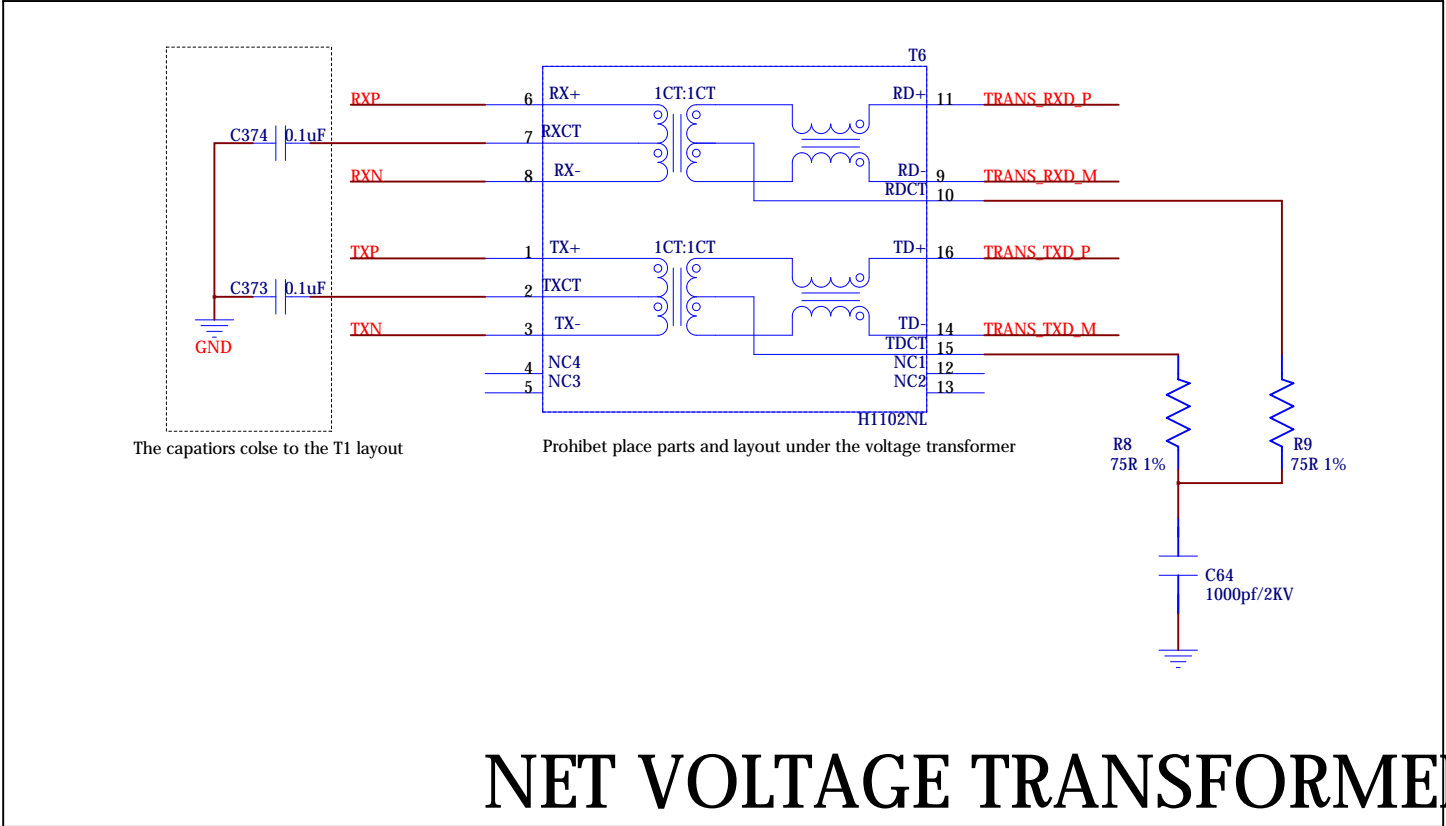 T6
RXP 6 RX+ 1CT:1CT RD+ 11 TRANS_RXD_P
C374 0.1uF 7 RXCT
RXN 8 RX- RD- 9 TRANS_RXD_M
RDCT 10
TXP 1 TX+ 1CT:1CT TD+ 16 TRANS_TXD_P
C373 0.1uF 2 TXCT
TXN 3 TX- TD- 14 TRANS_TXD_M
GND
TDCT 15
4 NC4 NC1 12
5 NC3 NC2 13
H1102NL
The capatiors colse to the T1 layout
Prohibet place parts and layout under the voltage transformer
R8
75R 1%
R9
75R 1%
C64
1000pf/2KV
NET VOLTAGE TRANSFORME